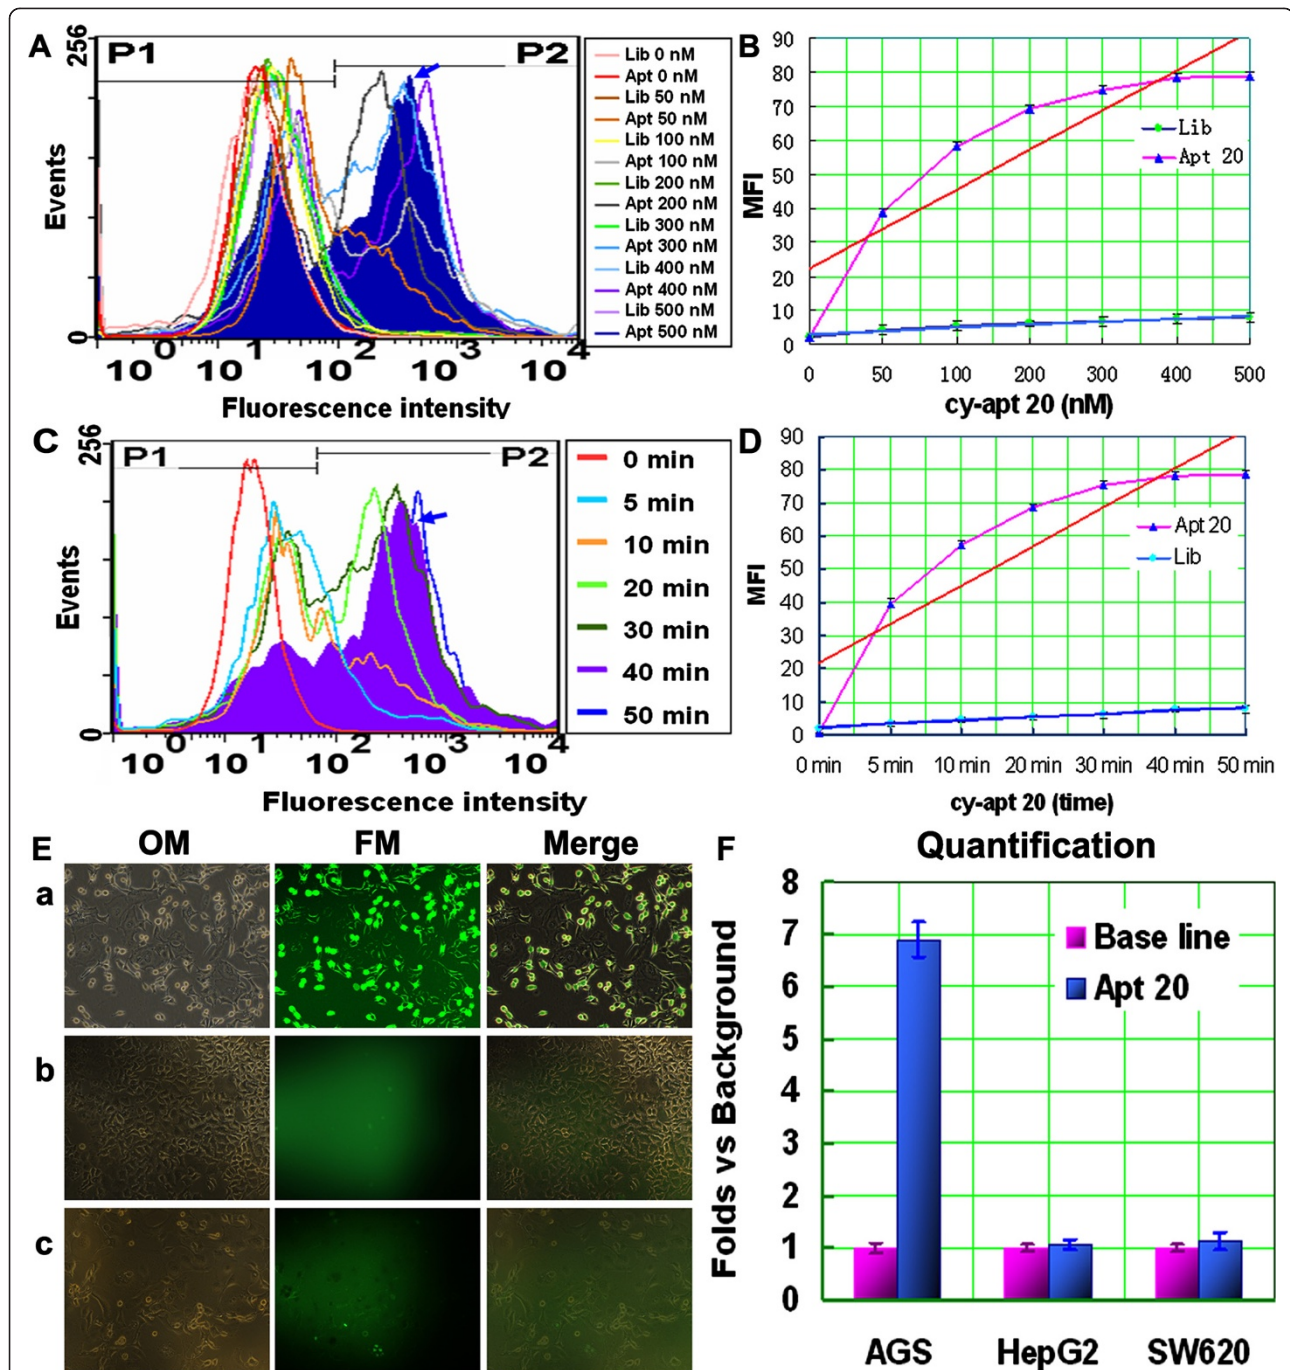 A
256
P1
P2
Events
0
10 0
10 1
10 2
10 3
10 4
Fluorescence intensity
Lib 0 nM
Apt 0 nM
Lib 50 nM
Apt 50 nM
Lib 100 nM
Apt 100 nM
Lib 200 nM
Apt 200 nM
Lib 300 nM
Apt 300 nM
Lib 400 nM
Apt 400 nM
Lib 500 nM
Apt 500 nM
B
90
80
70
60
50
40
30
20
10
0
MFI
Lib
Apt 20
0 50 100 200 300 400 500
cy-apt 20 (nM)
C
256
P1
P2
Events
0
10 0
10 1
10 2
10 3
10 4
Fluorescence intensity
0 min
5 min
10 min
20 min
30 min
40 min
50 min
D
90
80
70
60
50
40
30
20
10
0
MFI
Apt 20
Lib
0 min 5 min 10 min 20 min 30 min 40 min 50 min
cy-apt 20 (time)
E
OM FM Merge
a
b
c
F
Quantification
8
7
6
5
4
3
2
1
0
Folds vs Background
Base line
Apt 20
AGS HepG2 SW620